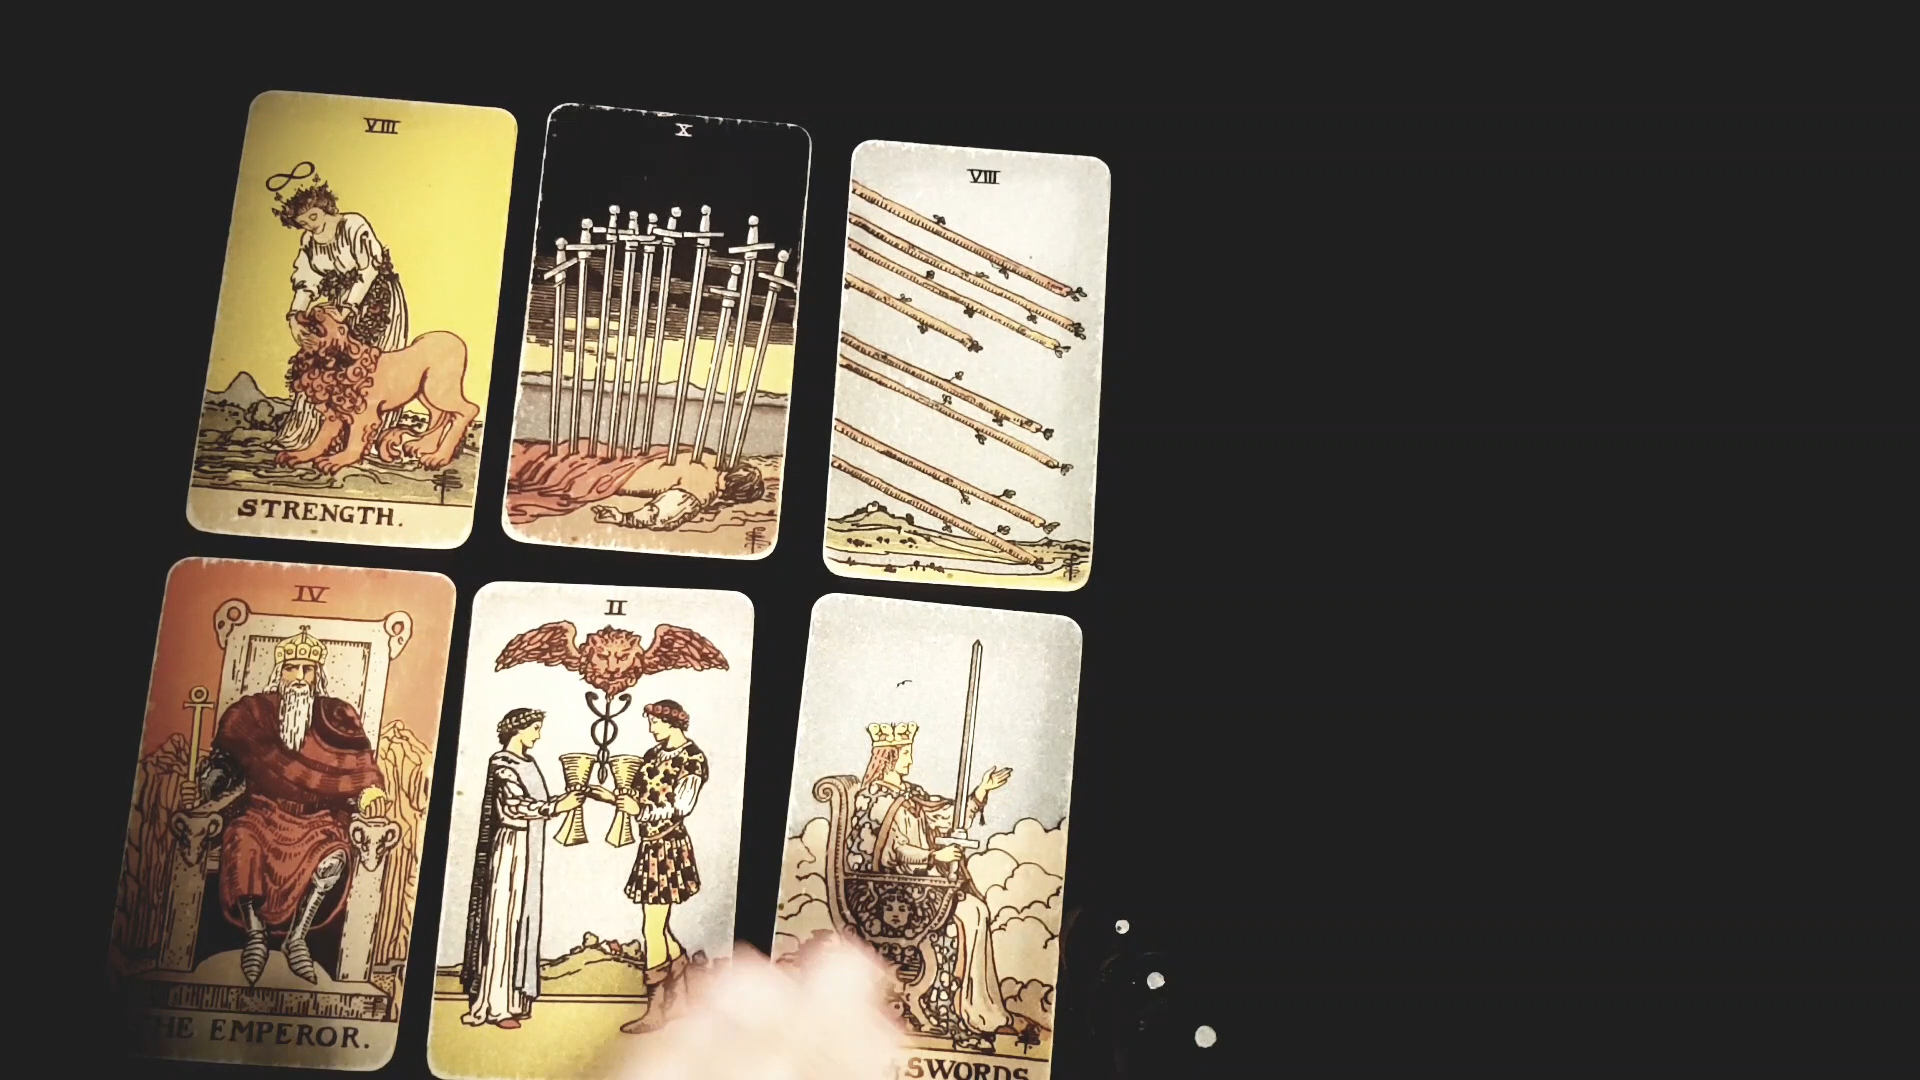 VIII
STRENGTH.
X
VIII
IV
HE EMPEROR.
II
SWORDS